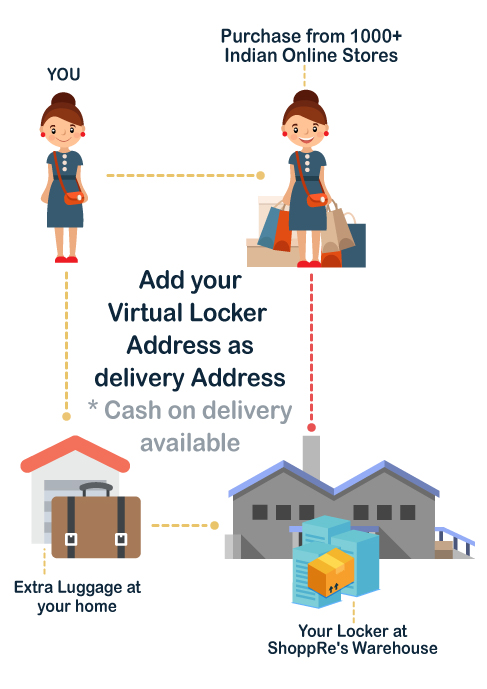 Purchase from 1000+
Indian Online Stores
YOU
Add your
Virtual Locker
Address as
delivery Address
* Cash on delivery
available
Extra Luggage at
your home
Your Locker at
ShoppRe's Warehouse